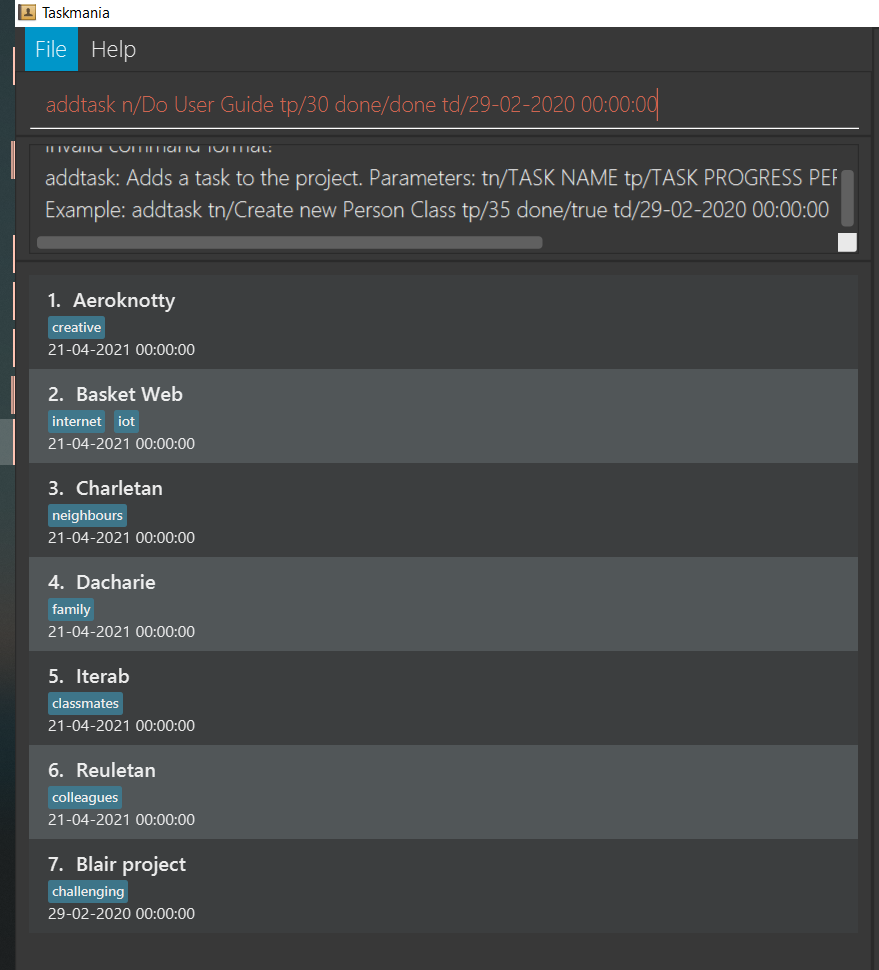 Taskmania
File Help
addtask n/Do User Guide tp/30 done/done td/29-02-2020 00:00:00
Invalid command format!
addtask: Adds a task to the project. Parameters: tn/TASK NAME tp/TASK PROGRESS PER
Example: addtask tn/Create new Person Class tp/35 done/true td/29-02-2020 00:00:00
1. Aeroknotty
creative
21-04-2021 00:00:00
2. Basket Web
internet iot
21-04-2021 00:00:00
3. Charletan
neighbours
21-04-2021 00:00:00
4. Dacharie
family
21-04-2021 00:00:00
5. Iterab
classmates
21-04-2021 00:00:00
6. Reuletan
colleagues
21-04-2021 00:00:00
7. Blair project
challenging
29-02-2020 00:00:00